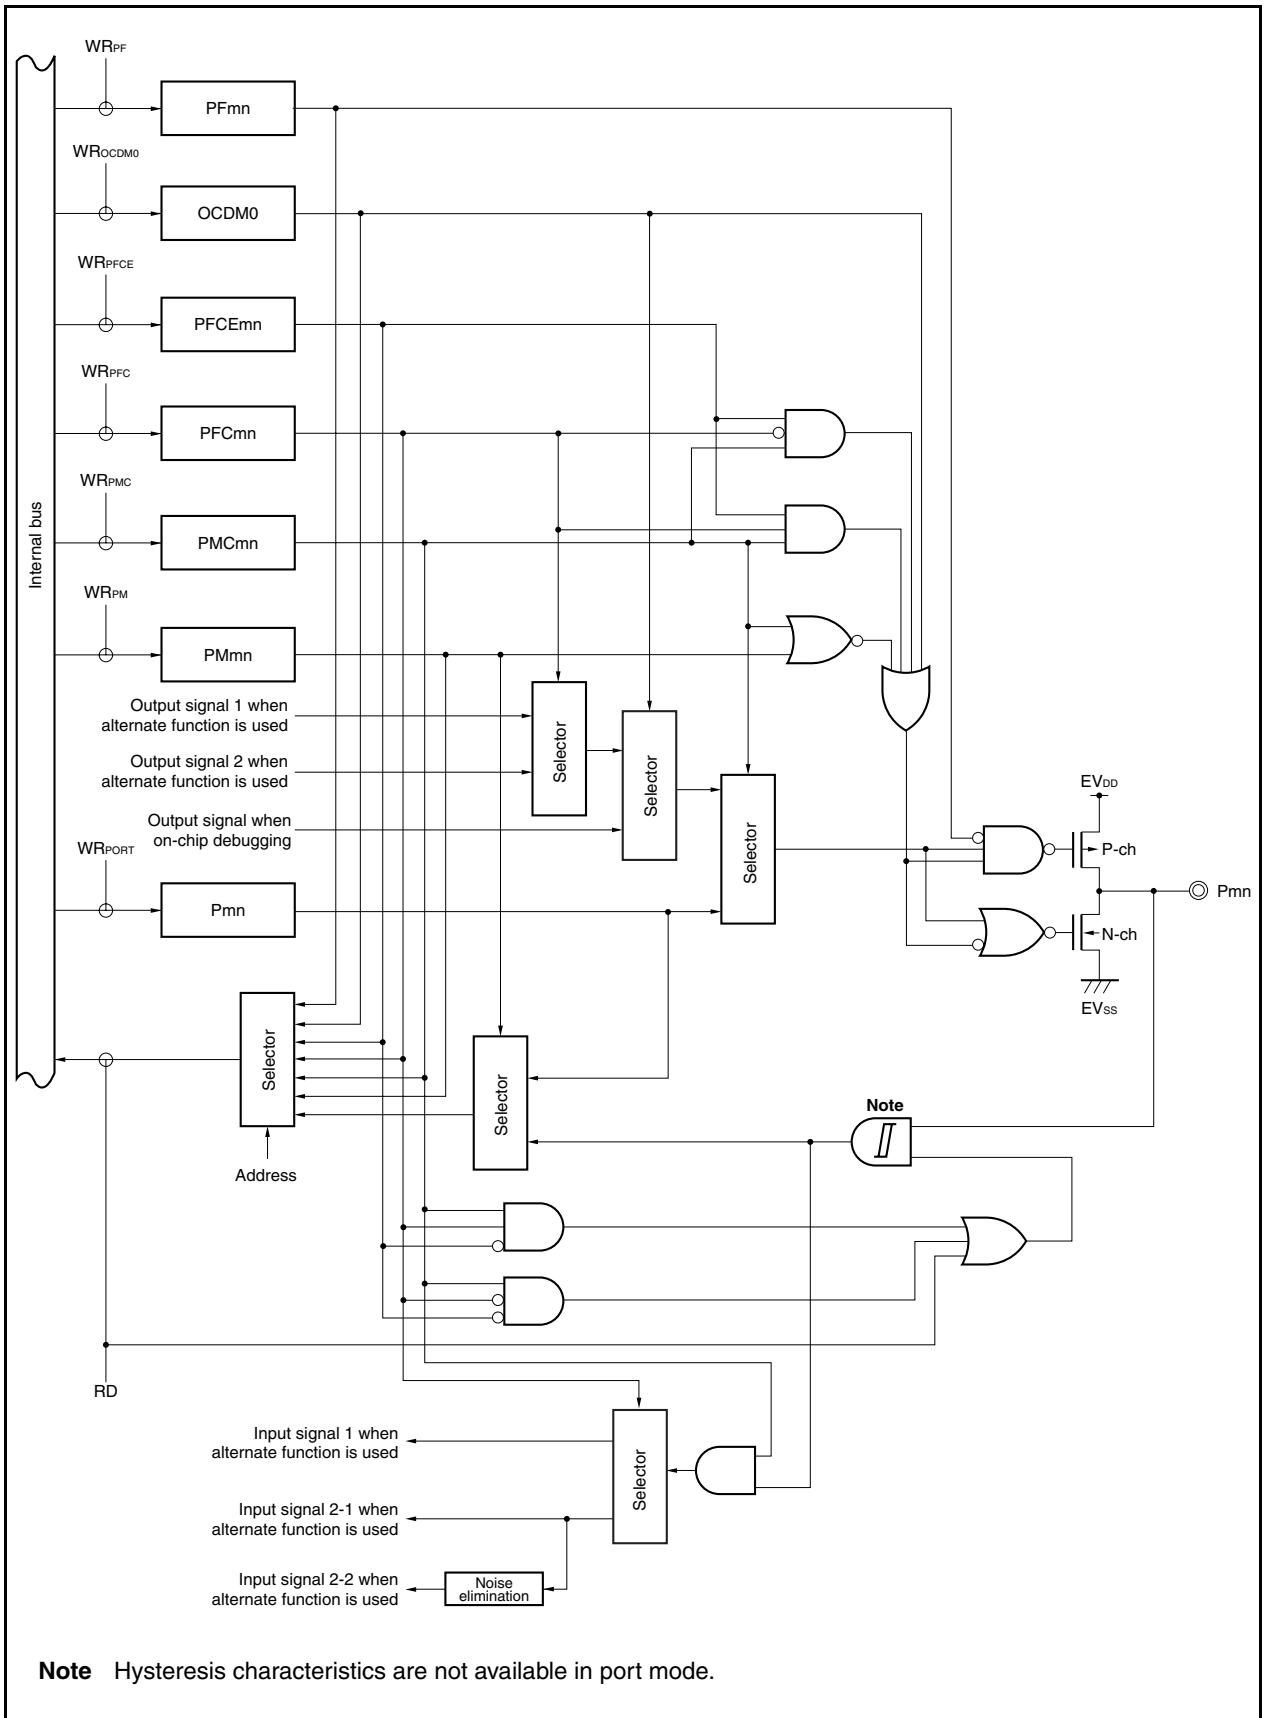 WRPF
PFmn
WROCDM0
OCDM0
WRPFCE
PFCEmn
WRPFC
PFCmn
WRPMC
PMCmn
Internal bus
WRPM
PMmn
Output signal 1 when
alternate function is used
Output signal 2 when
alternate function is used
Output signal when
on-chip debugging
Selector
Selector
Selector
WRPORT
Pmn
EVDD
P-ch
Pmn
N-ch
EVSS
Selector
Address
Selector
Note
RD
Input signal 1 when
alternate function is used
Input signal 2-1 when
alternate function is used
Input signal 2-2 when
alternate function is used
Selector
Noise
elimination
Note Hysteresis characteristics are not available in port mode.